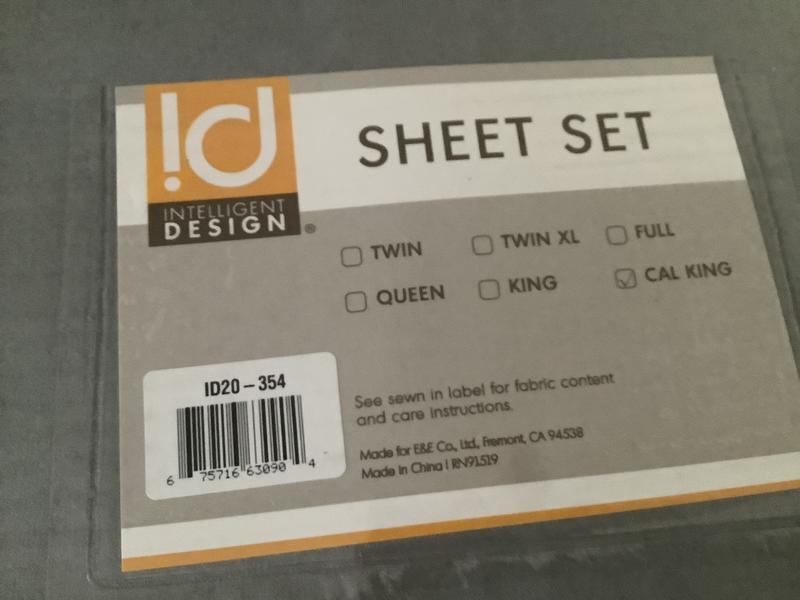 !d
INTELLIGENT
DESIGN®
SHEET SET
TWIN TWIN XL FULL
QUEEN KING CAL KING
ID20-354
6 75716 63090 4
See sewn in label for fabric content
and care instructions.
Made for E&E Co., Ltd., Fremont, CA 94538
Made in China | RN91519